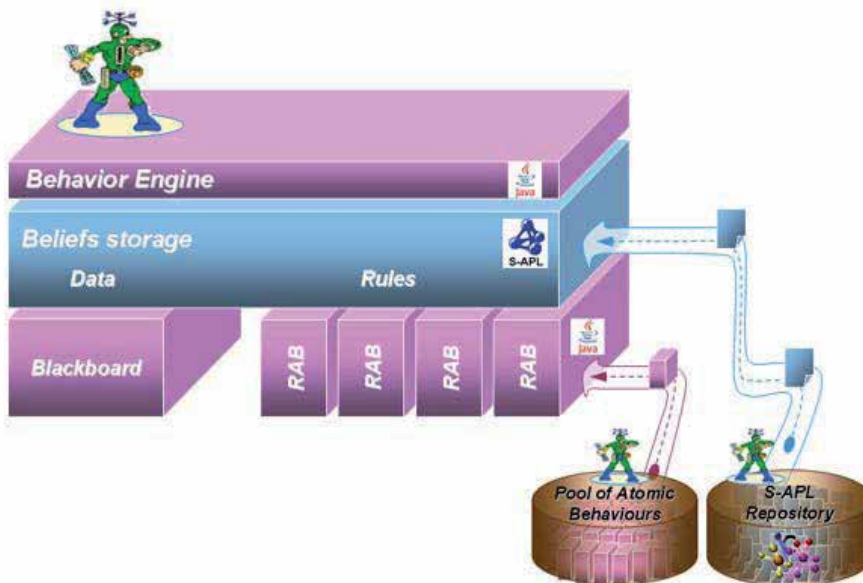 Behavior Engine
Java
Beliefs storage
S-APL
Data
Rules
Blackboard
RAB
RAB
RAB
RAB
Java
Pool of Atomic
Behaviours
S-APL
Repository